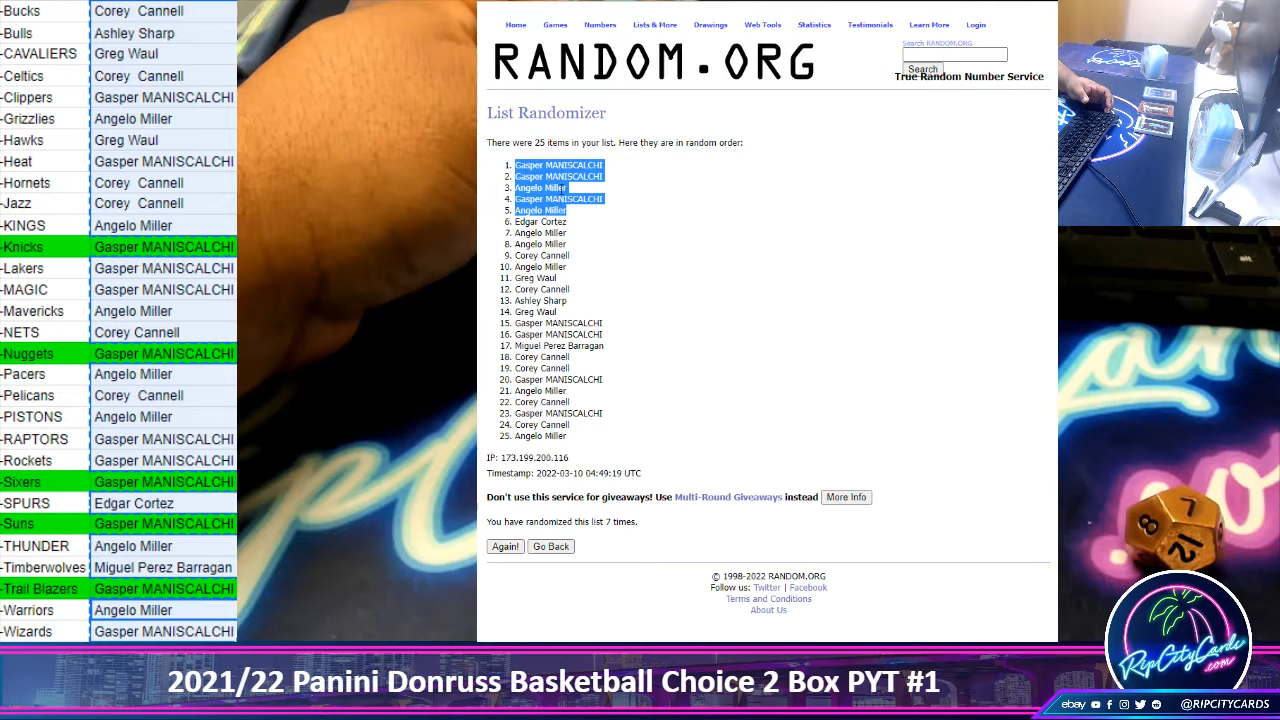 -Bucks Corey  Cannell
-Bulls Ashley Sharp
-CAVALIERS Greg Waul
-Celtics Corey  Cannell
-Clippers Gasper MANISCALCHI
-Grizzlies Angelo Miller
-Hawks Greg Waul
-Heat Gasper MANISCALCHI
-Hornets Corey  Cannell
-Jazz Corey  Cannell
-KINGS Angelo Miller
-Knicks Gasper MANISCALCHI
-Lakers Gasper MANISCALCHI
-MAGIC Gasper MANISCALCHI
-Mavericks Angelo Miller
-NETS Corey Cannell
-Nuggets Gasper MANISCALCHI
-Pacers Angelo Miller
-Pelicans Corey  Cannell
-PISTONS Angelo Miller
-RAPTORS Gasper MANISCALCHI
-Rockets Gasper MANISCALCHI
-Sixers Gasper MANISCALCHI
-SPURS Edgar Cortez
-Suns Gasper MANISCALCHI
-THUNDER Angelo Miller
-Timberwolves Miguel Perez Barragan
-Trail Blazers Gasper MANISCALCHI
-Warriors Angelo Miller
-Wizards Gasper MANISCALCHI
Home Games Numbers Lists & More Drawings Web Tools Statistics Testimonials Learn More Login
RANDOM.ORG
Search RANDOM.ORG
Search
True Random Number Service
List Randomizer
There were 25 items in your list. Here they are in random order:
1. Gasper MANISCALCHI
2. Gasper MANISCALCHI
3. Angelo Miller
4. Gasper MANISCALCHI
5. Angelo Miller
6. Edgar Cortez
7. Angelo Miller
8. Angelo Miller
9. Corey Cannell
10. Angelo Miller
11. Greg Waul
12. Corey Cannell
13. Ashley Sharp
14. Greg Waul
15. Gasper MANISCALCHI
16. Gasper MANISCALCHI
17. Miguel Perez Barragan
18. Corey Cannell
19. Corey Cannell
20. Gasper MANISCALCHI
21. Angelo Miller
22. Corey Cannell
23. Gasper MANISCALCHI
24. Corey Cannell
25. Angelo Miller
IP: 173.199.200.116
Timestamp: 2022-03-10 04:49:19 UTC
Don't use this service for giveaways! Use Multi-Round Giveaways instead More Info
You have randomized this list 7 times.
Again! Go Back
© 1998-2022 RANDOM.ORG
Follow us: Twitter | Facebook
Terms and Conditions
About Us
8 7 12
RipCityCards
.com
2021/22 Panini Donruss Basketball Choice 2 Box PYT #1
ebay @RIPCITYCARDS